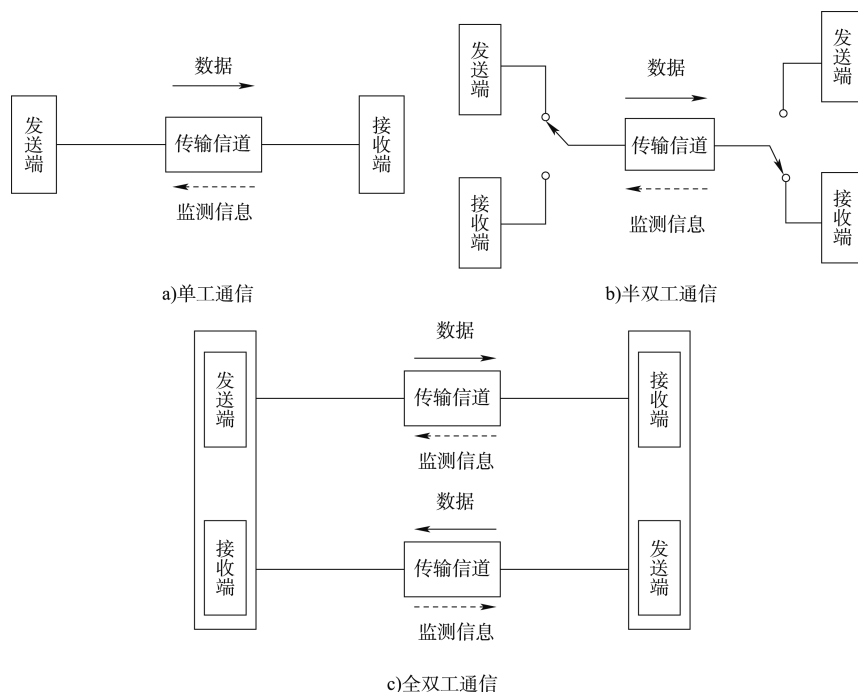 数据
发送端
传输信道
接收端
监测信息
a)单工通信
发送端
发送端
数据
传输信道
接收端
接收端
监测信息
b)半双工通信
数据
发送端
传输信道
接收端
监测信息
数据
接收端
传输信道
发送端
监测信息
c)全双工通信